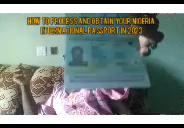 HOW TO PROCESS AND OBTAIN YOUR NIGERIA
INTERNATIONAL PASSPORT IN 2023